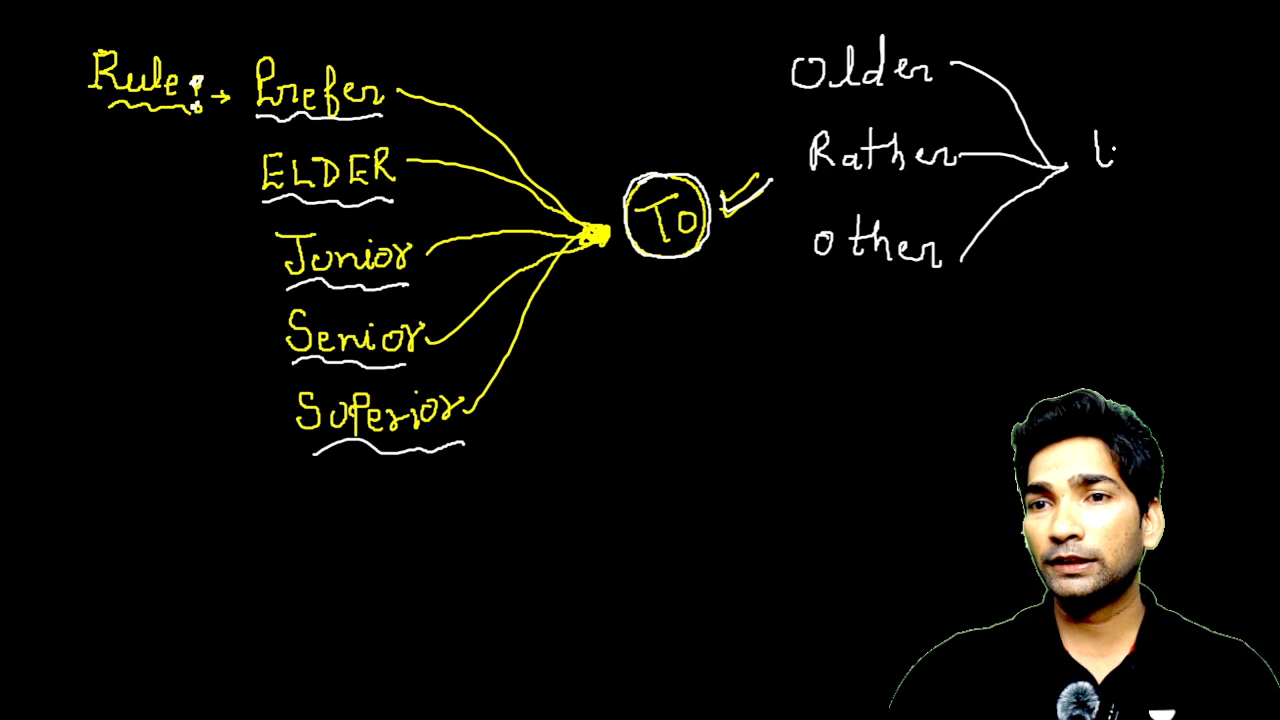 Rule: → Prefer
ELDER
Junior
Senior
Superior
To
Older
Rather
Other